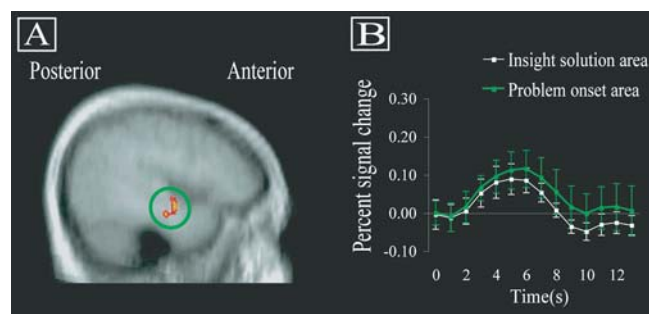 A
Posterior
Anterior
B
Insight solution area
Problem onset area
Percent signal change
0.30
0.20
0.10
0.00
-0.10
0 2 4 6 8 10 12
Time(s)